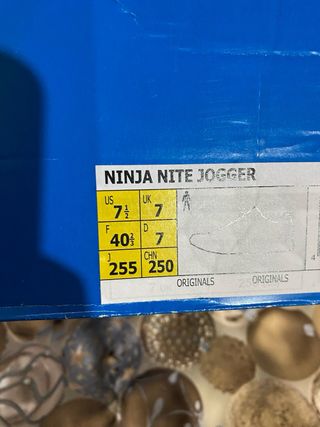 NINJA NITE JOGGER
US 7½ UK 7
F 40⅔ D 7
J 255 CHN 250
ORIGINALS ORIGINALS